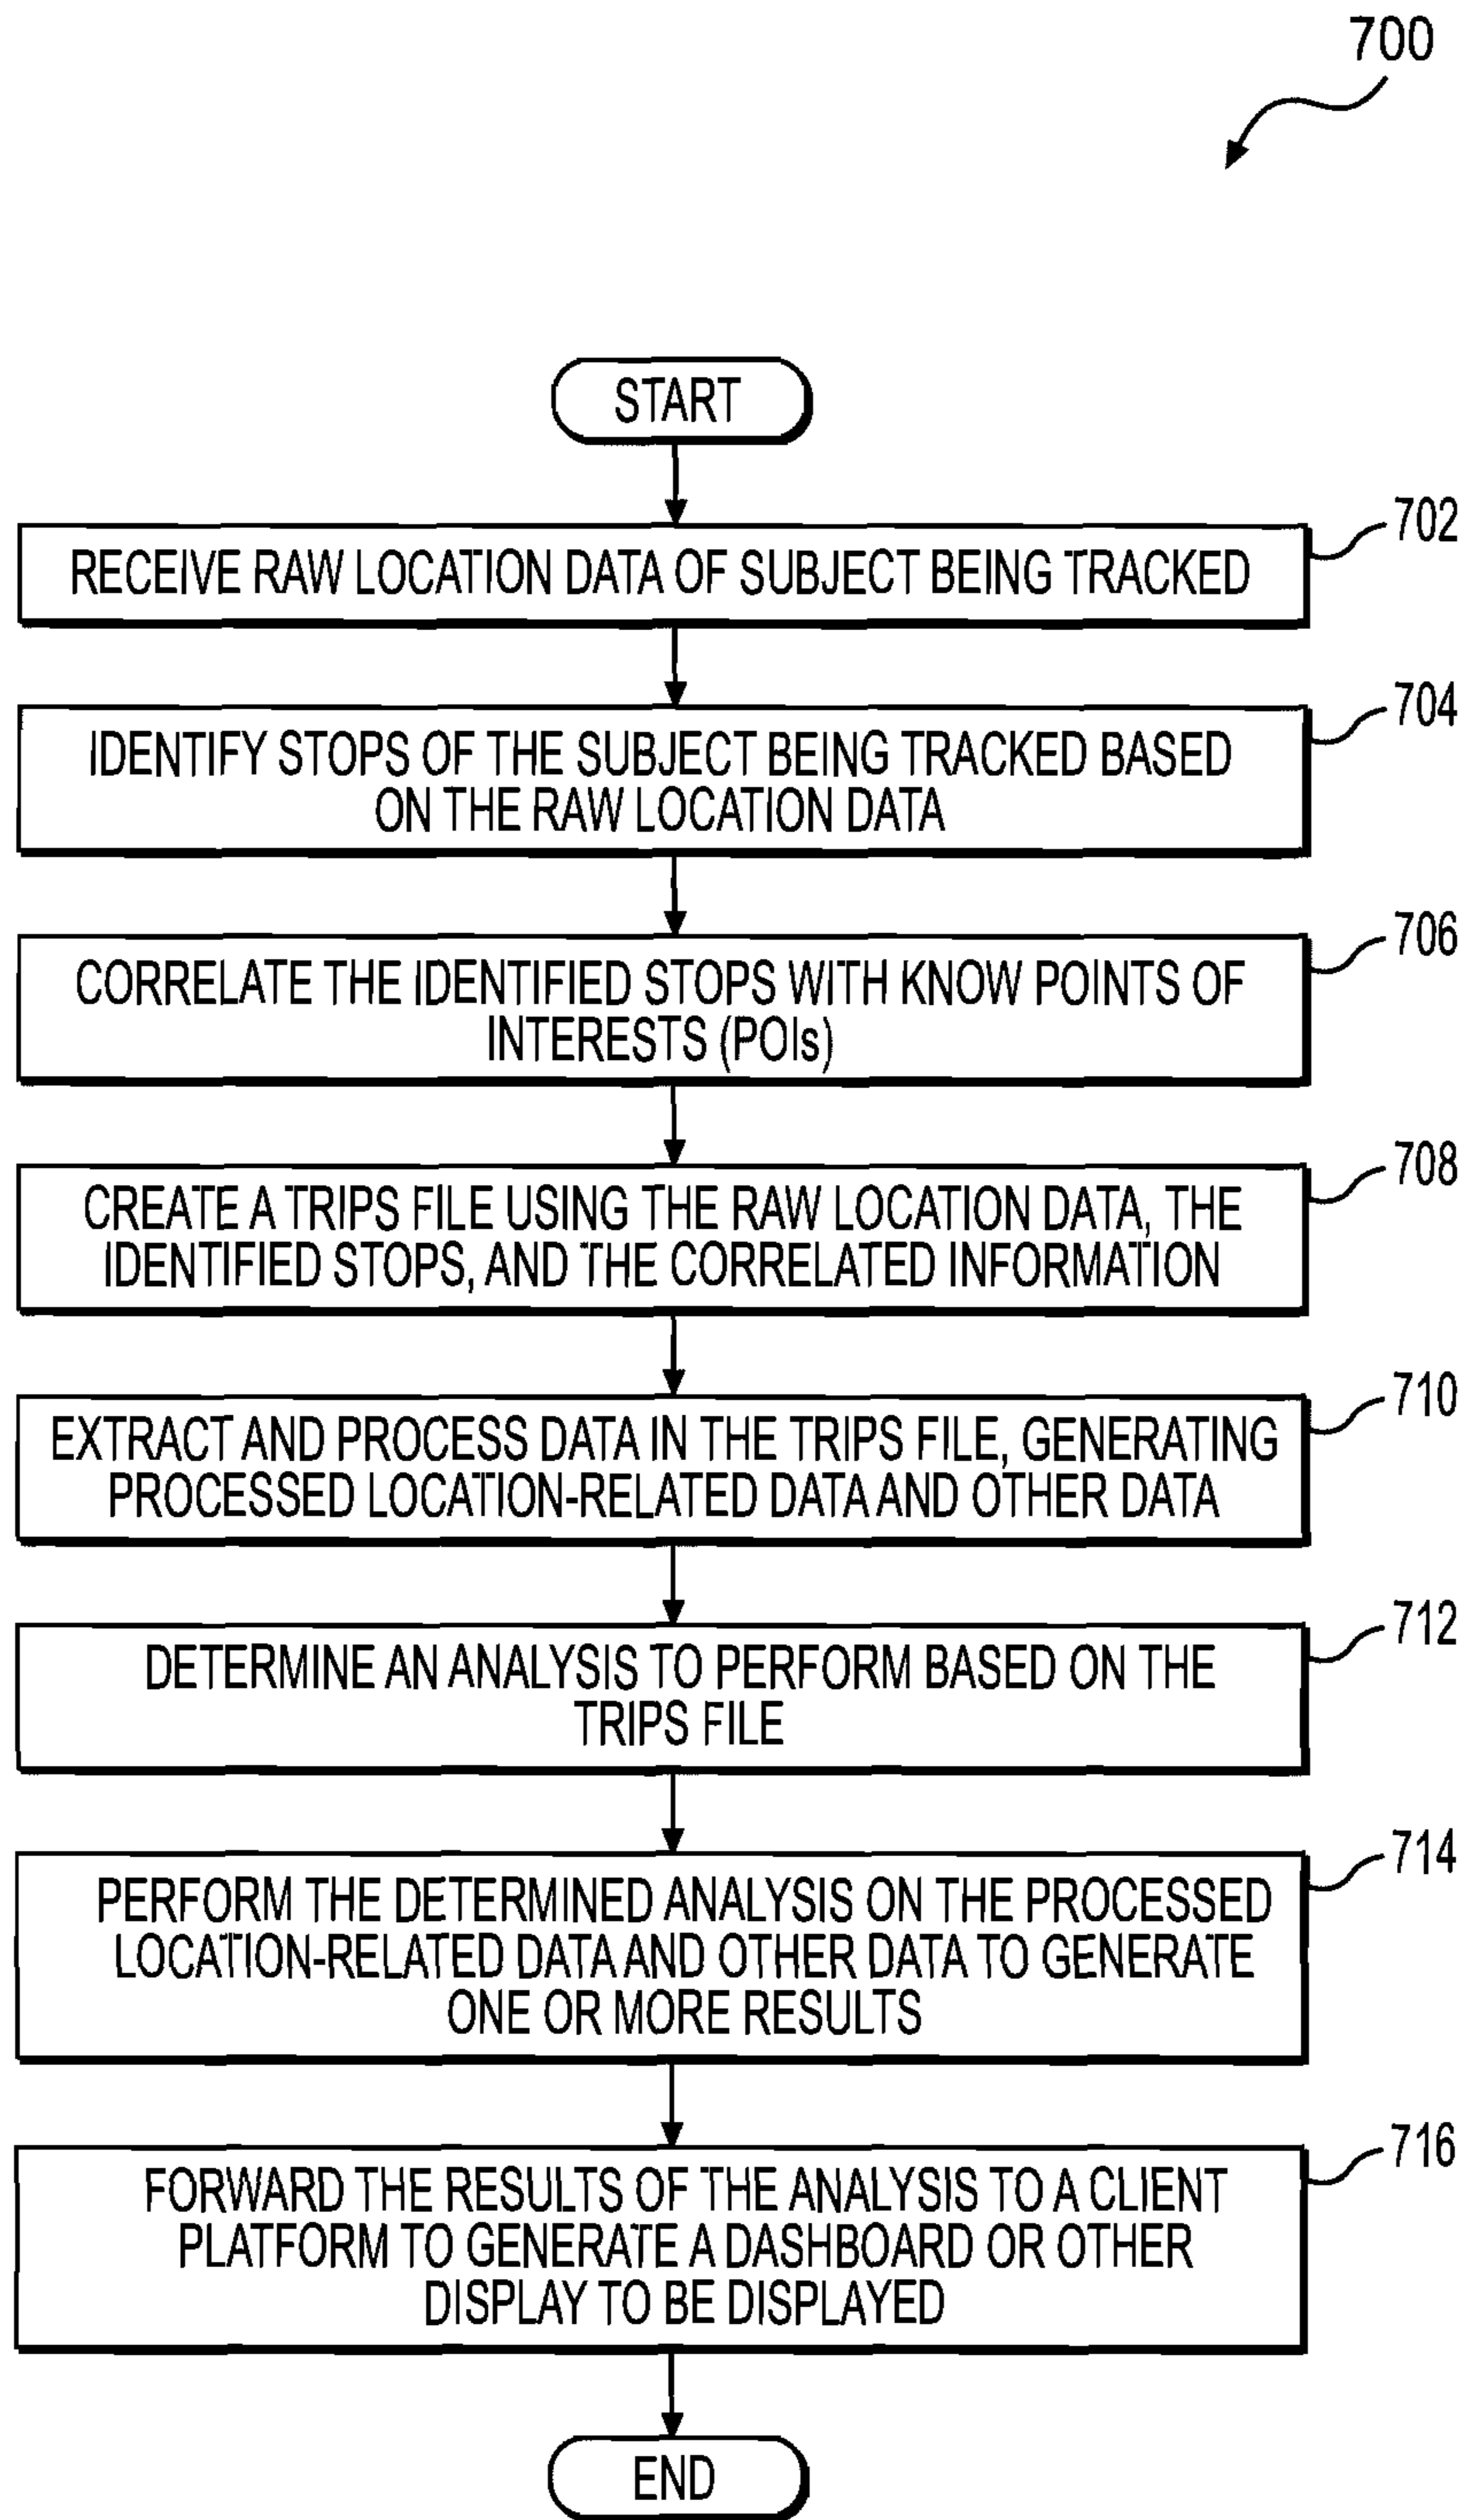 700
START
702
RECEIVE RAW LOCATION DATA OF SUBJECT BEING TRACKED
704
IDENTIFY STOPS OF THE SUBJECT BEING TRACKED BASED
ON THE RAW LOCATION DATA
706
CORRELATE THE IDENTIFIED STOPS WITH KNOW POINTS OF
INTERESTS (POIs)
708
CREATE A TRIPS FILE USING THE RAW LOCATION DATA, THE
IDENTIFIED STOPS, AND THE CORRELATED INFORMATION
710
EXTRACT AND PROCESS DATA IN THE TRIPS FILE, GENERATING
PROCESSED LOCATION-RELATED DATA AND OTHER DATA
712
DETERMINE AN ANALYSIS TO PERFORM BASED ON THE
TRIPS FILE
714
PERFORM THE DETERMINED ANALYSIS ON THE PROCESSED
LOCATION-RELATED DATA AND OTHER DATA TO GENERATE
ONE OR MORE RESULTS
716
FORWARD THE RESULTS OF THE ANALYSIS TO A CLIENT
PLATFORM TO GENERATE A DASHBOARD OR OTHER
DISPLAY TO BE DISPLAYED
END